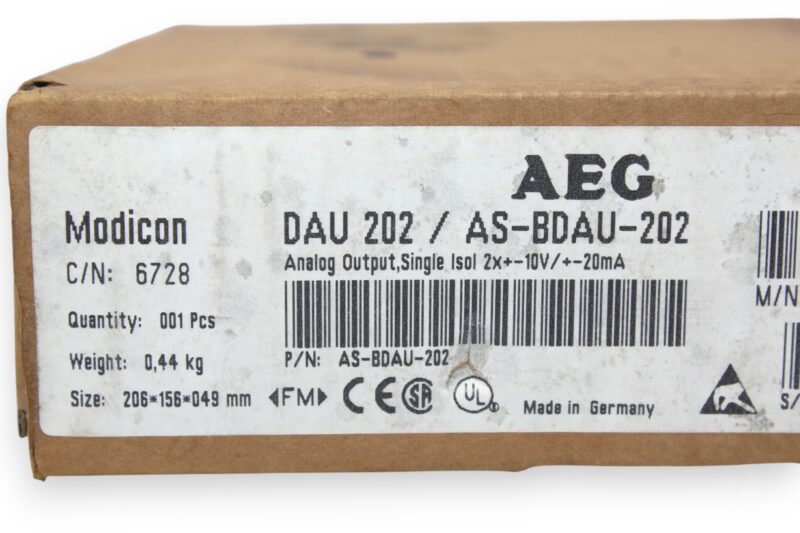 AEG
Modicon
DAU 202 / AS-BDAU-202
C/N: 6728
Analog Output,Single Isol 2x+-10V/+-20mA
Quantity: 001 Pcs
M/N
Weight: 0,44 kg
P/N: AS-BDAU-202
Size: 206*156*049 mm
FM CE SA UL
Made in Germany
S/